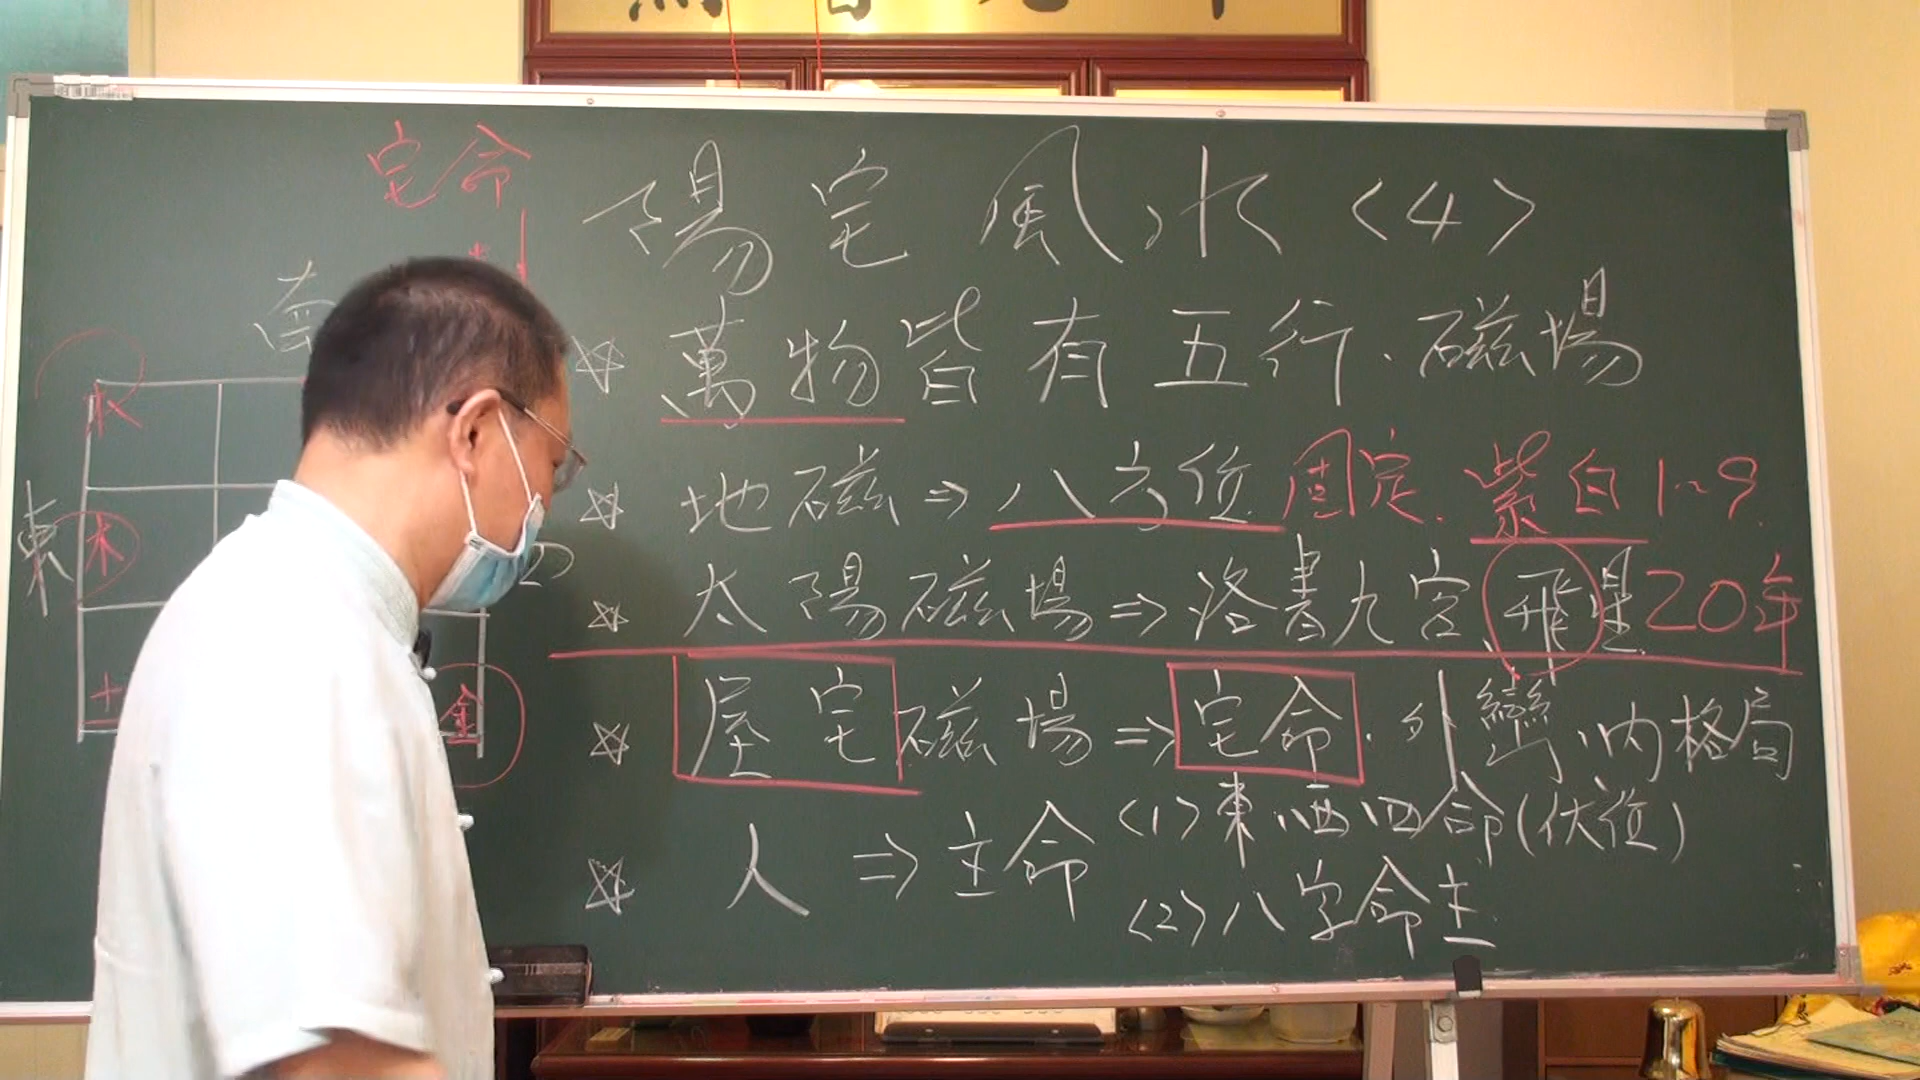 陽宅風水<4>
☆ 萬物皆有五行.磁場
☆ 地磁⇒八方位 固定.紫白1~9.
☆ 太陽磁場⇒洛書九宮、飛星 20年
☆ 屋宅磁場⇒宅命.外巒.內格局
☆ 人⇒主命 <1>東.西四命(伏位)
<2>八字命主
宅命
南
水
東
木
土
金